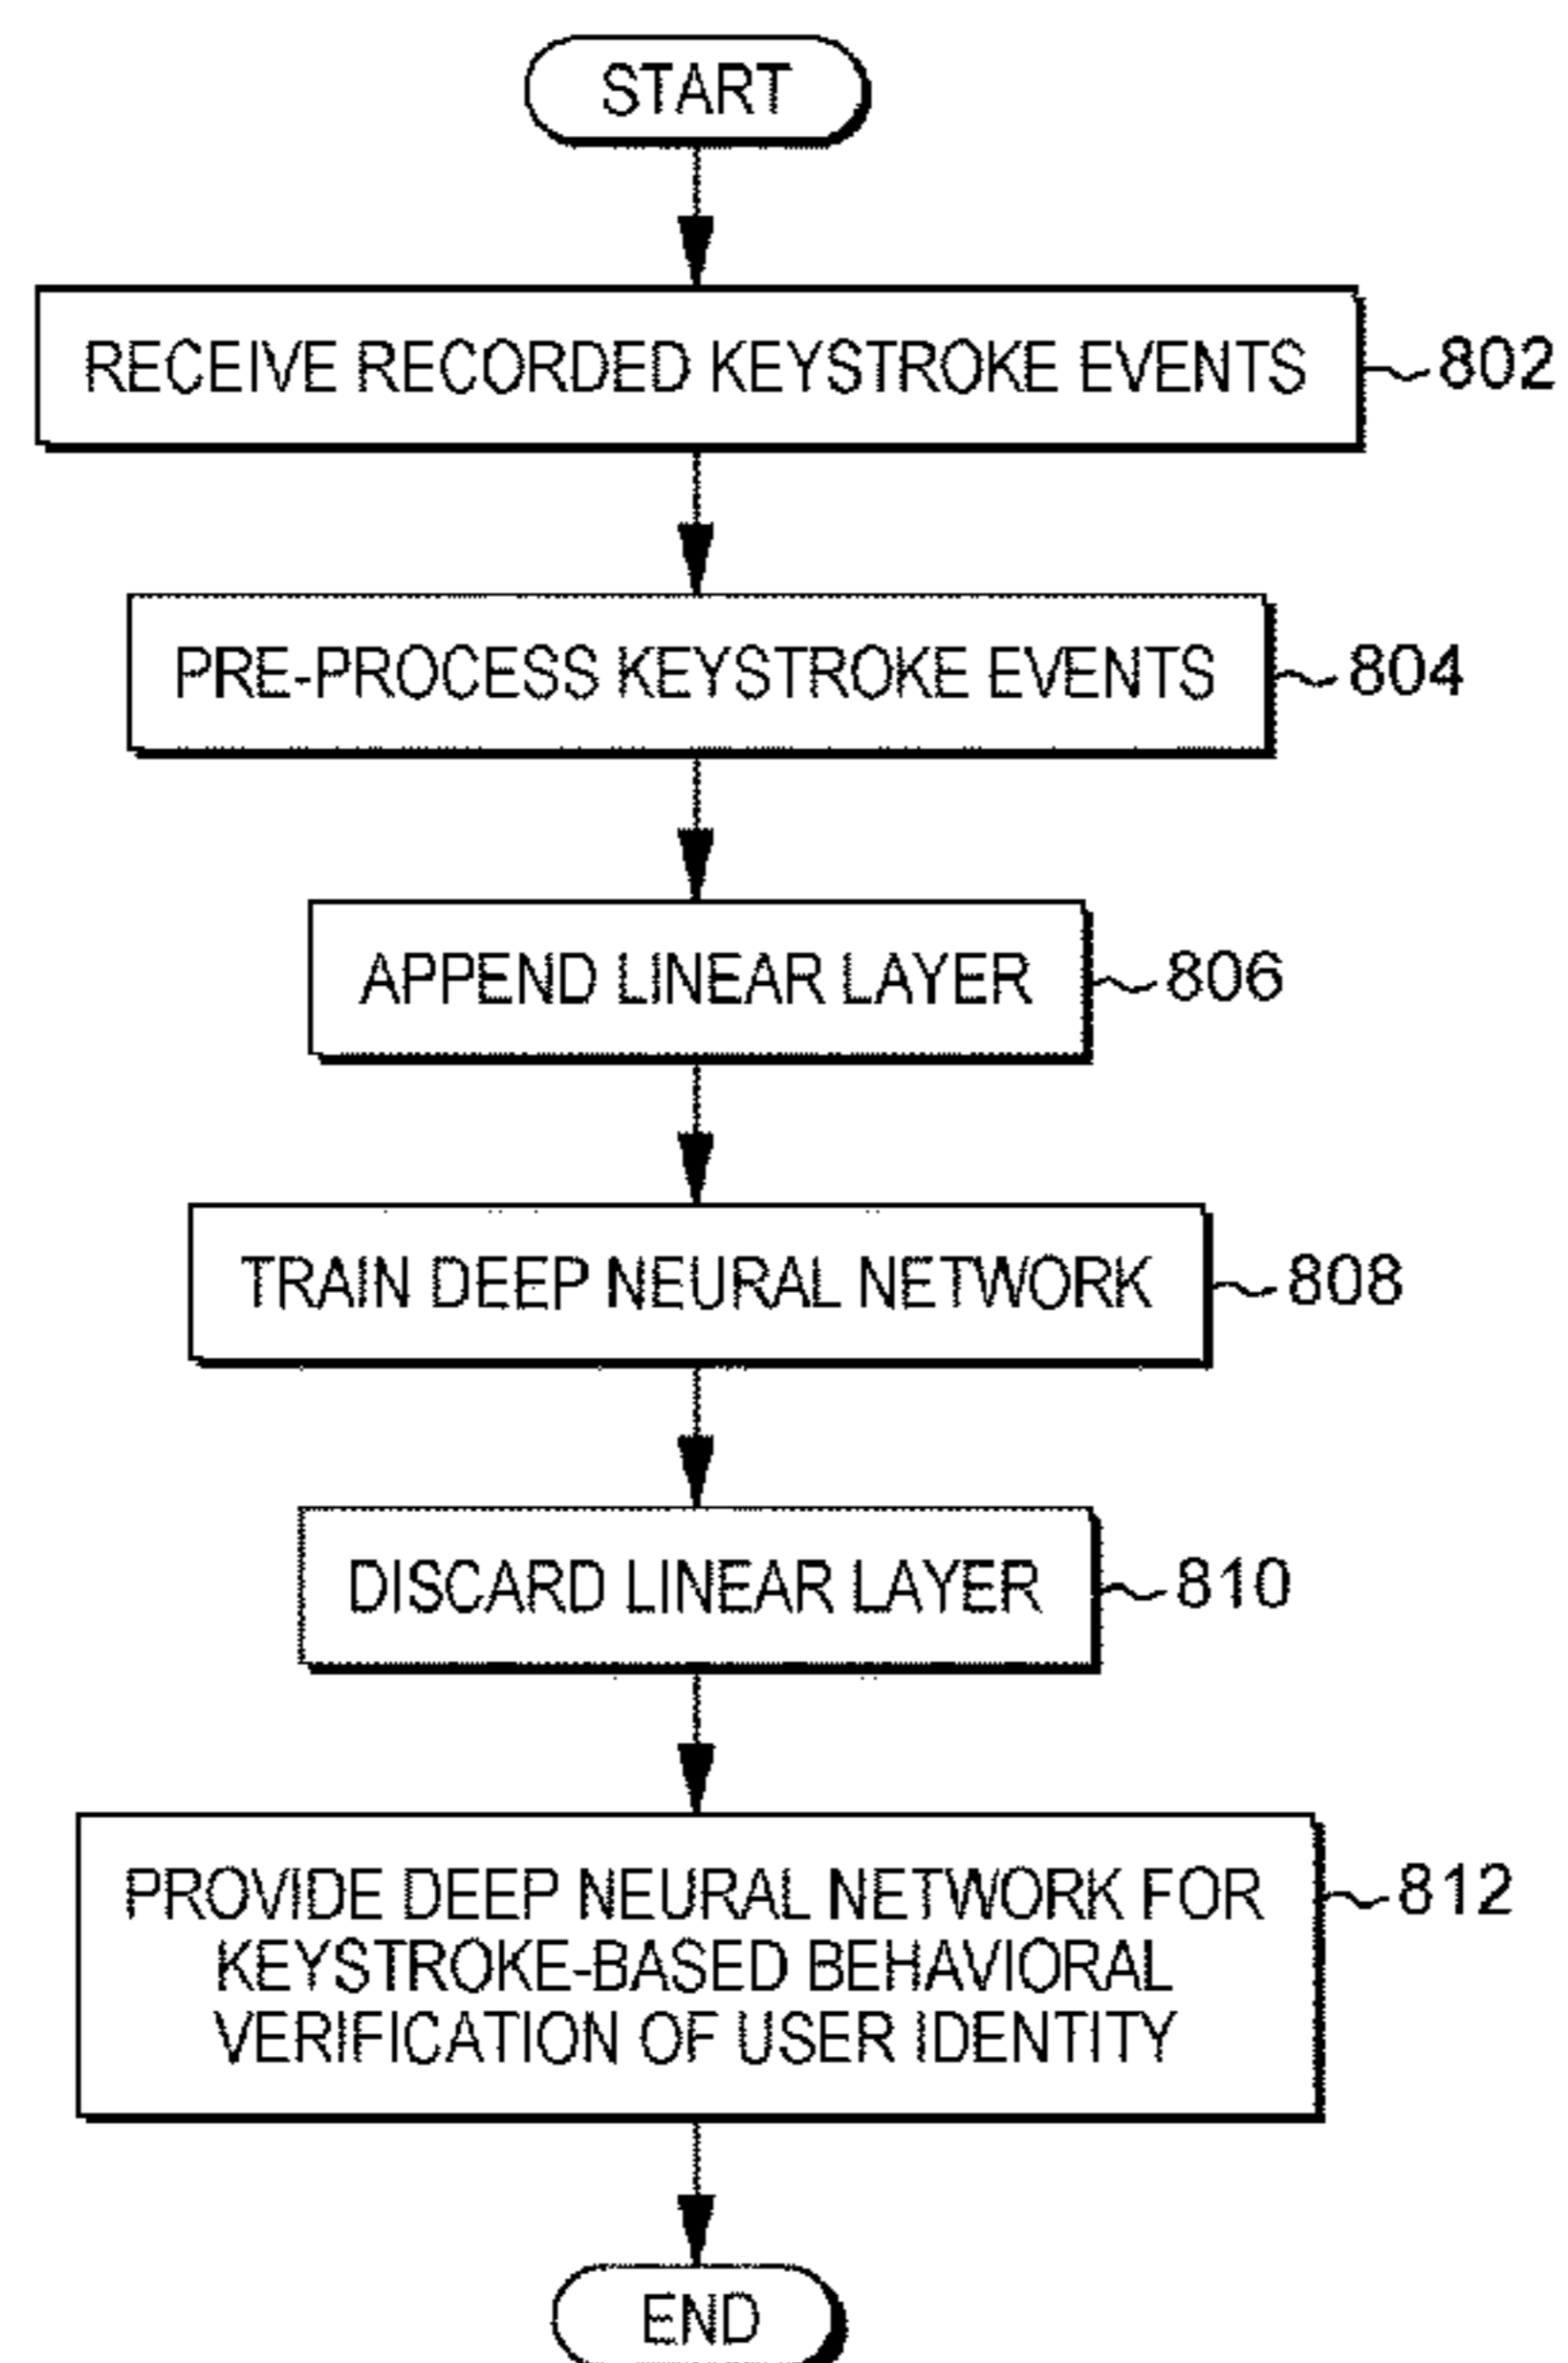 START
RECEIVE RECORDED KEYSTROKE EVENTS
802
PRE-PROCESS KEYSTROKE EVENTS
804
APPEND LINEAR LAYER
806
TRAIN DEEP NEURAL NETWORK
808
DISCARD LINEAR LAYER
810
PROVIDE DEEP NEURAL NETWORK FOR
KEYSTROKE-BASED BEHAVIORAL
VERIFICATION OF USER IDENTITY
812
END